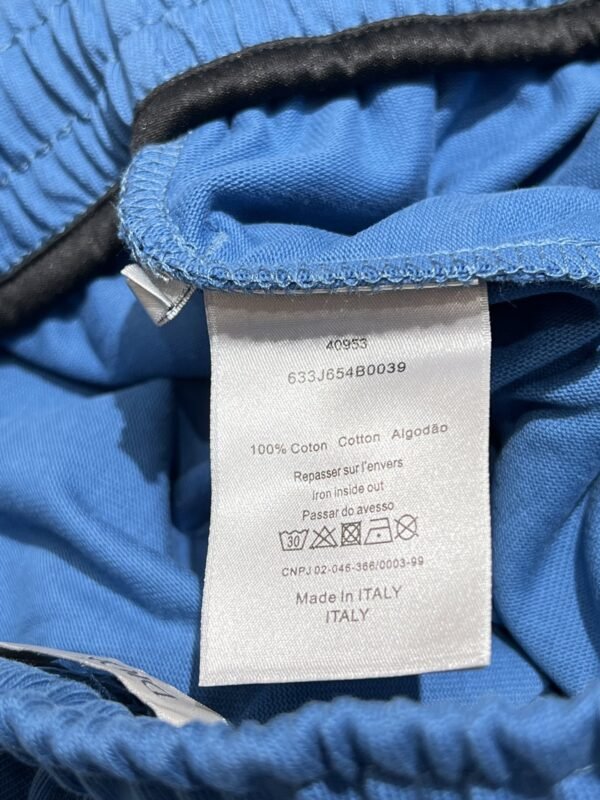 40953
633J654B0039
100% Coton Cotton Algodão
Repasser sur l'envers
Iron inside out
Passar do avesso
30
CNPJ 02-046-366/0003-99
Made In ITALY
ITALY